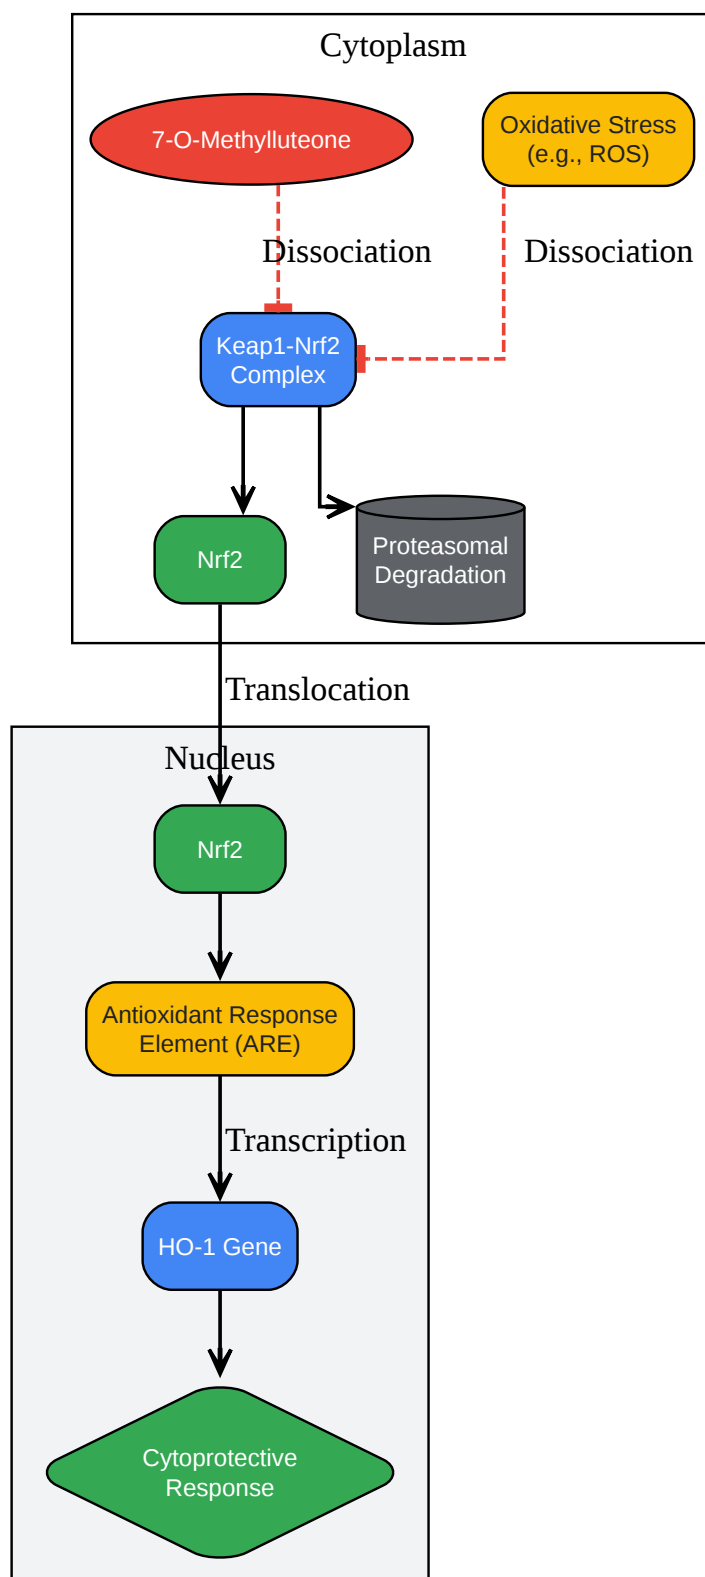 Cytoplasm
7-O-Methylluteone
Oxidative Stress
(e.g., ROS)
Dissociation
Dissociation
Keap1-Nrf2
Complex
Nrf2
Proteasomal
Degradation
Translocation
Nucleus
Nrf2
Antioxidant Response
Element (ARE)
Transcription
HO-1 Gene
Cytoprotective
Response